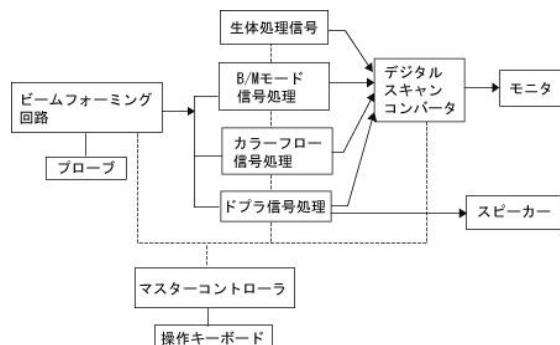 生体処理信号
B/Mモード
信号処理
デジタル
スキャン
コンバータ
モニタ
ビームフォーミング
回路
プローブ
カラーフロー
信号処理
ドプラ信号処理
スピーカー
マスターコントローラ
操作キーボード